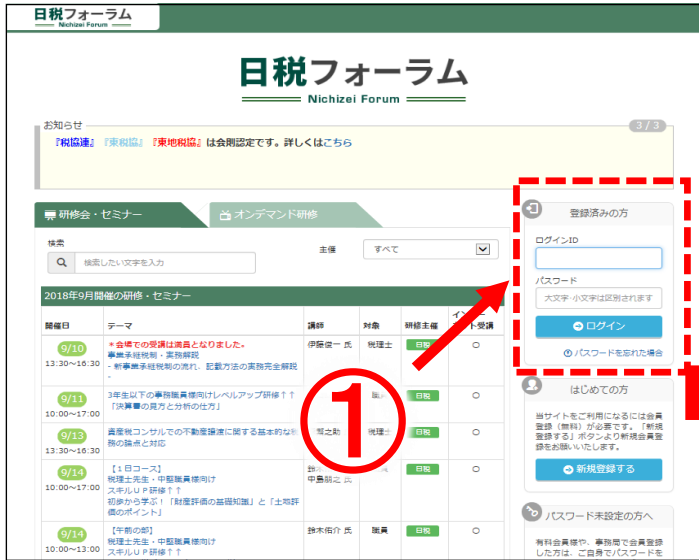 日税フォーラム
Nichizei Forum
日税フォーラム
Nichizei Forum
お知らせ
3 / 3
『税協連』『東税協』『東地税協』は会則認定です。詳しくはこちら
研修会・セミナー
オンデマンド研修
検索
検索したい文字を入力
主催
すべて
2018年9月開催の研修・セミナー
開催日 テーマ 講師 対象 研修主催
ト受講
9/10
13:30～16:30
＊会場での受講は満員となりました。
事業承継税制・実務解説
- 新事業承継税制の流れ、記載方法の実務完全解説
-
伊藤俊一 氏 税理士 日税 ○
9/11
10:00～17:00
3年生以下の事務職員様向けレベルアップ研修↑↑
「決算書の見方と分析の仕方」
日税 ○
9/13
13:30～16:30
資産税コンサルでの不動産譲渡に関する基本的な税
務の論点と対応
税理士 日税 ○
9/14
10:00～17:00
【１日コース】
税理士先生・中堅職員様向け
スキルＵＰ研修↑↑
初歩から学ぶ！「財産評価の基礎知識」と「土地評
価のポイント」
中島朋之 氏
日税 ○
9/14
10:00～13:00
【午前の部】
税理士先生・中堅職員様向け
スキルＵＰ研修↑↑
鈴木佑介 氏 職員 日税 ○
①
登録済みの方
ログインID
パスワード
大文字・小文字は区別されます
ログイン
パスワードを忘れた場合
はじめての方
当サイトをご利用になるには会員
登録（無料）が必要です。「新規
登録する」ボタンより新規会員登
録をお願いいたします。
新規登録する
パスワード未設定の方へ
有料会員様や、事務局で会員登録
した方は、ご自身でパスワードを